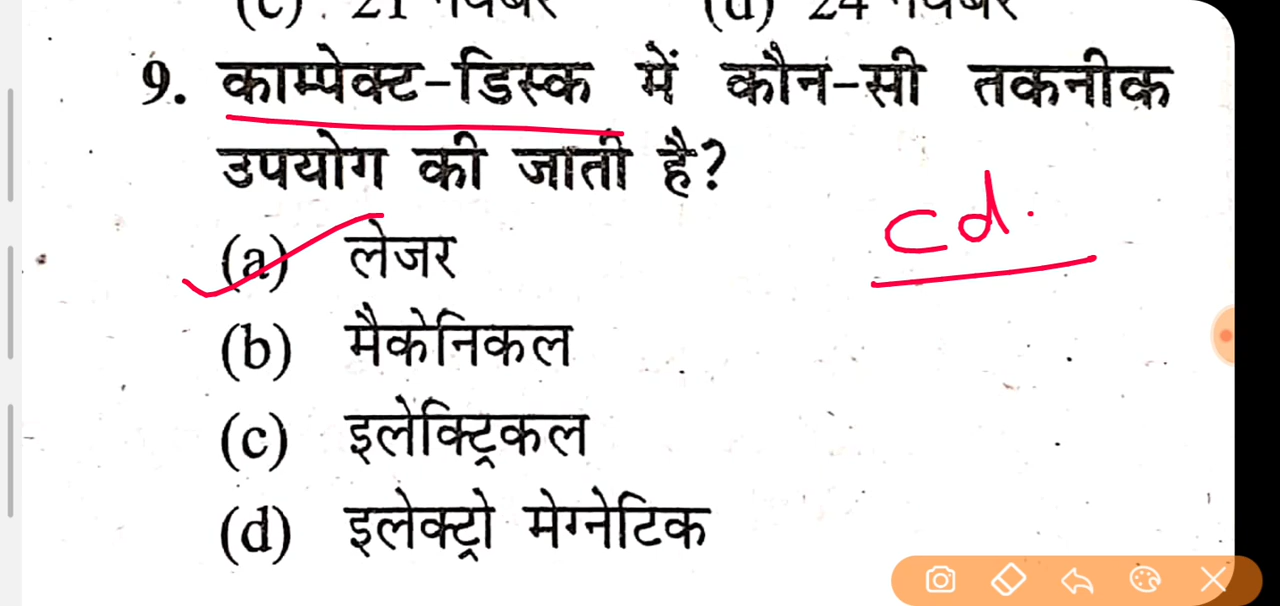 9. काम्पेक्ट-डिस्क में कौन-सी तकनीक
उपयोग की जाती है?
cd.
(a) लेजर
(b) मैकेनिकल
(c) इलेक्ट्रिकल
(d) इलेक्ट्रो मेग्नेटिक